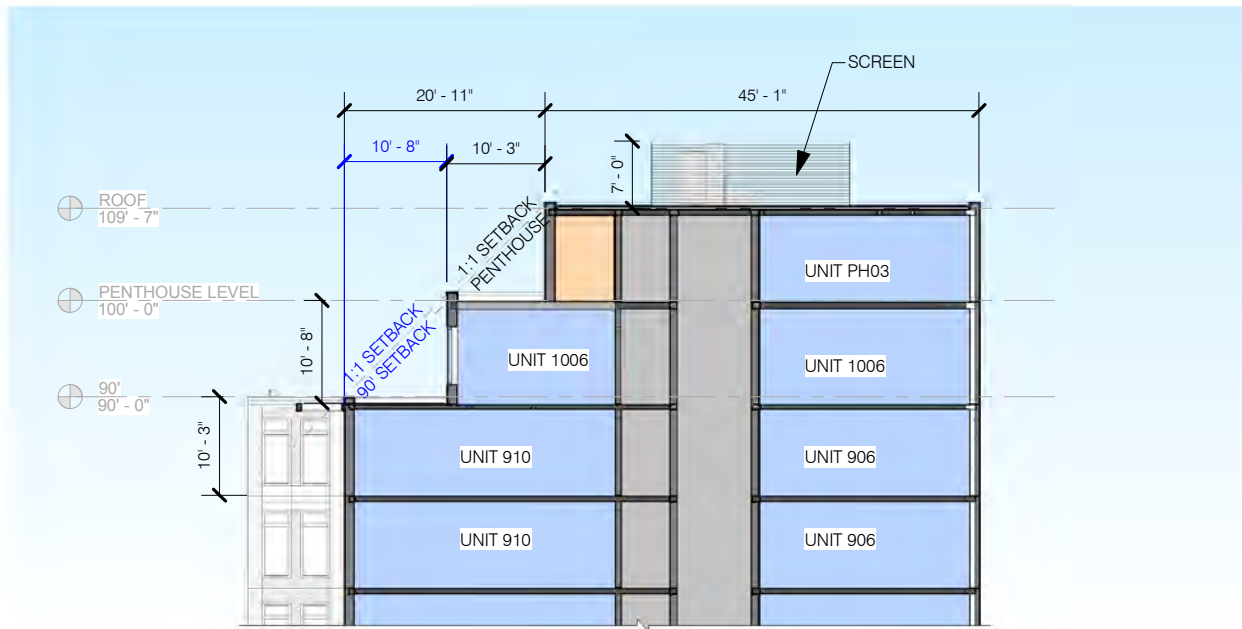 SCREEN
20' - 11"
45' - 1"
10' - 8"
10' - 3"
7' - 0"
ROOF
109' - 7"
1:1 SETBACK
PENTHOUSE
UNIT PH03
PENTHOUSE LEVEL
100' - 0"
10' - 8"
1:1 SETBACK
90' SETBACK
UNIT 1006
UNIT 1006
90'
90' - 0"
10' - 3"
UNIT 910
UNIT 906
UNIT 910
UNIT 906